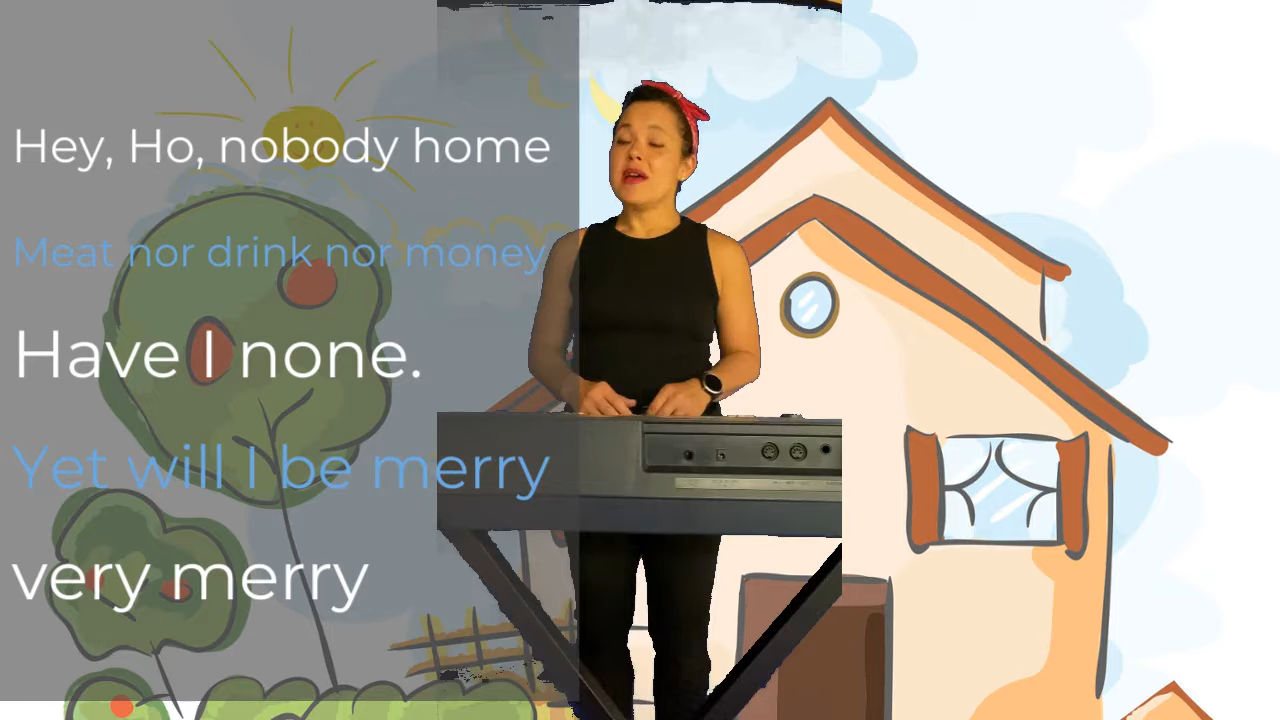 Hey, Ho, nobody home
Meat nor drink nor money
Have I none.
Yet will I be merry
very merry